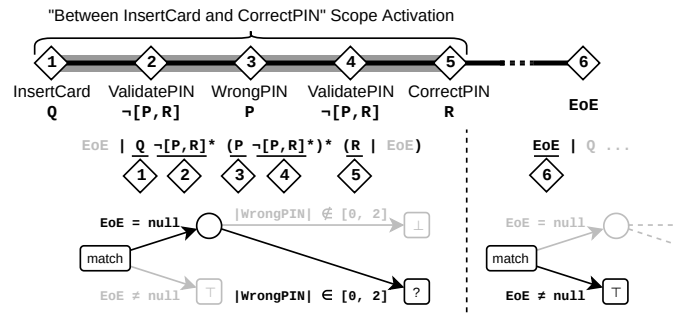 "Between InsertCard and CorrectPIN" Scope Activation
1 2 3 4 5 6
InsertCard ValidatePIN WrongPIN ValidatePIN CorrectPIN
Q ¬[P,R] P ¬[P,R] R EoE
EoE | Q ¬[P,R]* (P ¬[P,R]*)* (R | EoE) EoE | Q ...
1 2 3 4 5 6
EoE = null |WrongPIN| ∉ [0, 2] ⊥ EoE = null
match match
EoE ≠ null ⊤ |WrongPIN| ∈ [0, 2] ? EoE ≠ null ⊤